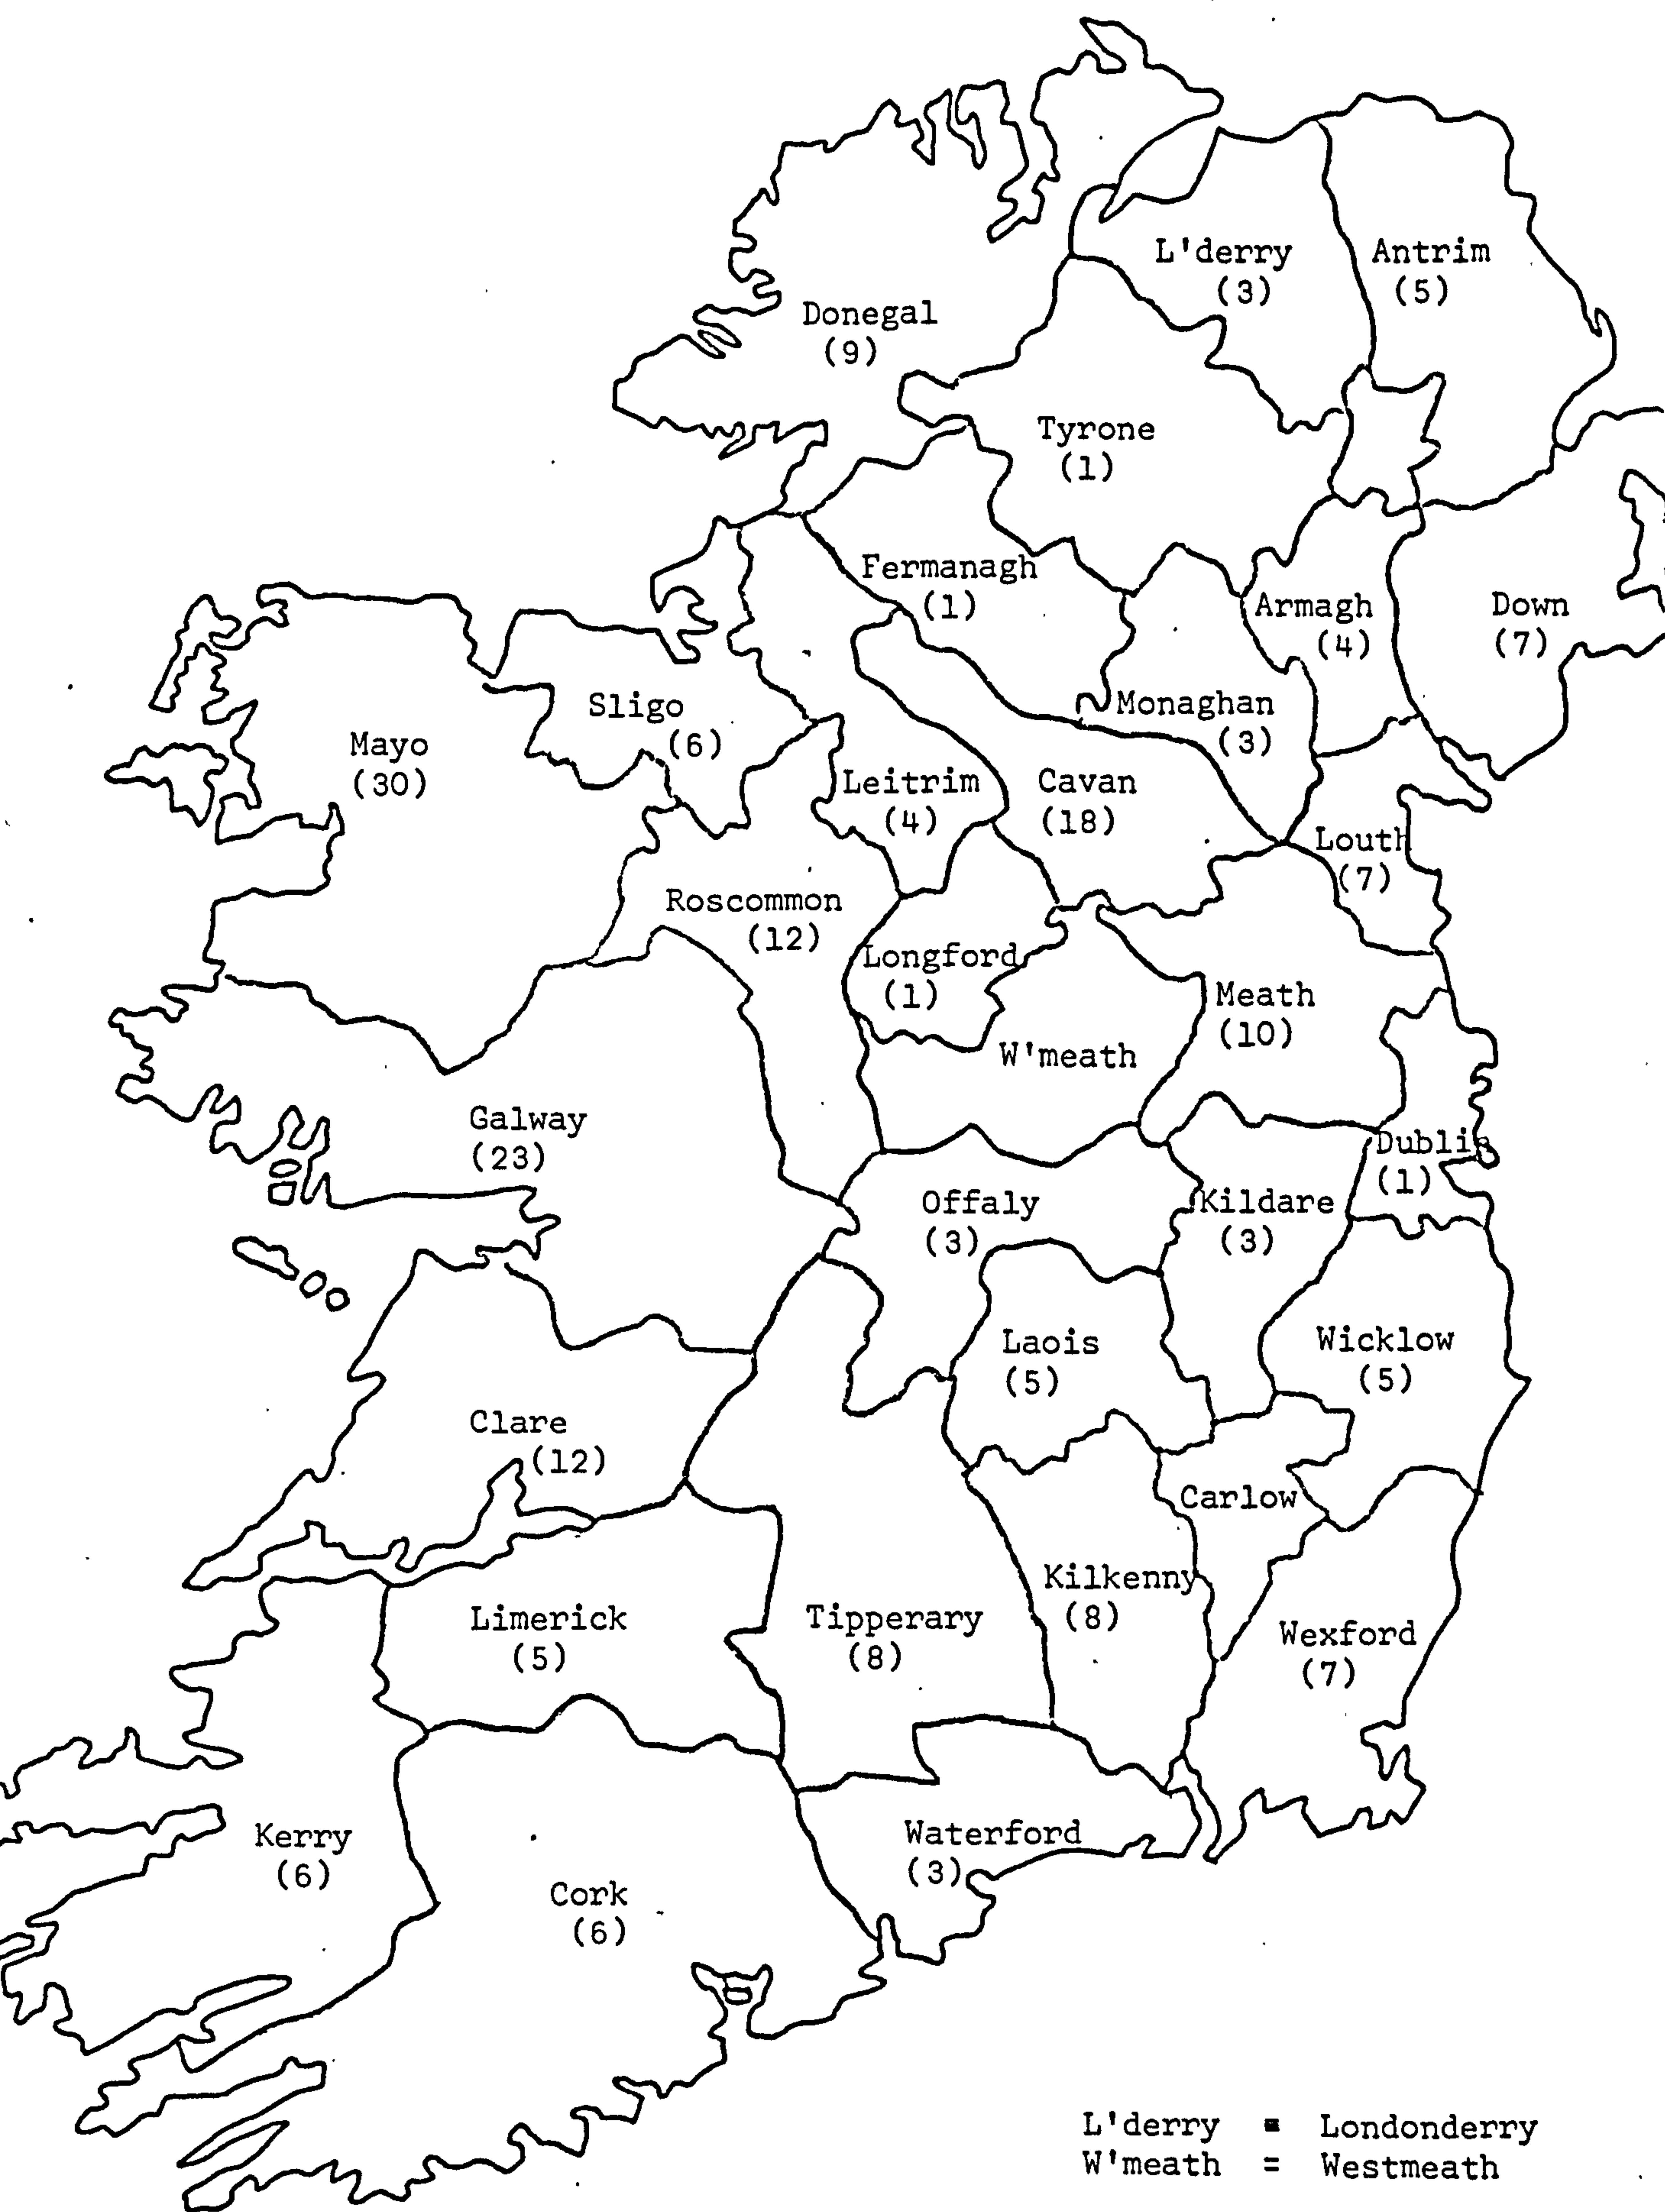 L'derry
(3)
Antrim
(5)
Donegal
(9)
Tyrone
(1)
Fermanagh
(1)
Armagh
(4)
Down
(7)
Monaghan
(3)
Sligo
(6)
Mayo
(30)
Leitrim
(4)
Cavan
(18)
Louth
(7)
Roscommon
(12)
Longford
(1)
Meath
(10)
W'meath
Galway
(23)
Dublin
(1)
Offaly
(3)
Kildare
(3)
Laois
(5)
Wicklow
(5)
Clare
(12)
Carlow
Kilkenny
(8)
Limerick
(5)
Tipperary
(8)
Wexford
(7)
Waterford
(3)
Kerry
(6)
Cork
(6)
L'derry = Londonderry
W'meath = Westmeath